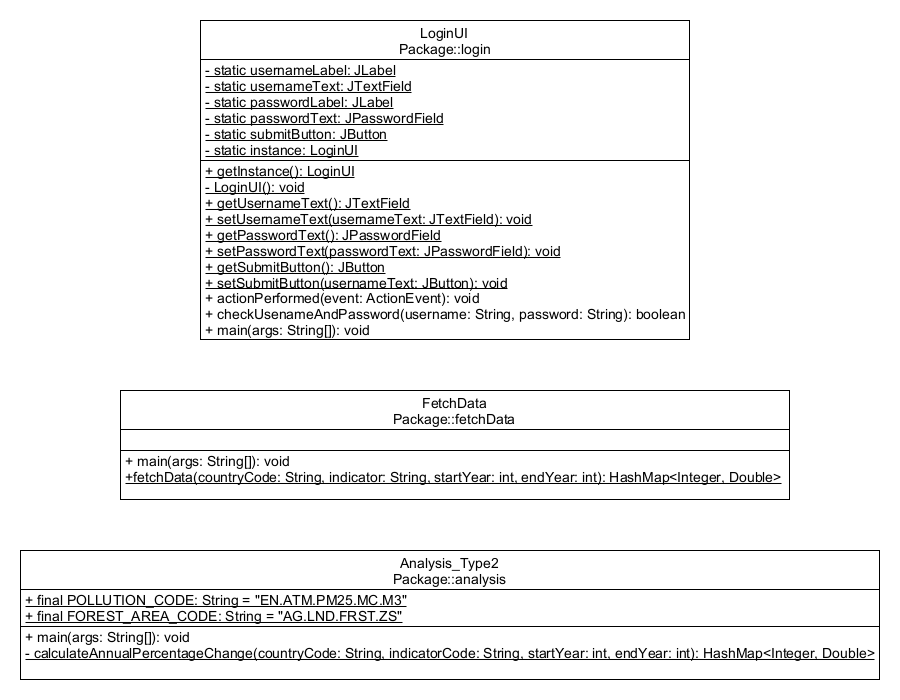 LoginUI
Package::login
- static usernameLabel: JLabel
- static usernameText: JTextField
- static passwordLabel: JLabel
- static passwordText: JPasswordField
- static submitButton: JButton
- static instance: LoginUI
+ getInstance(): LoginUI
- LoginUI(): void
+ getUsernameText(): JTextField
+ setUsernameText(usernameText: JTextField): void
+ getPasswordText(): JPasswordField
+ setPasswordText(passwordText: JPasswordField): void
+ getSubmitButton(): JButton
+ setSubmitButton(usernameText: JButton): void
+ actionPerformed(event: ActionEvent): void
+ checkUsenameAndPassword(username: String, password: String): boolean
+ main(args: String[]): void
FetchData
Package::fetchData
+ main(args: String[]): void
+fetchData(countryCode: String, indicator: String, startYear: int, endYear: int): HashMap<Integer, Double>
Analysis_Type2
Package::analysis
+ final POLLUTION_CODE: String = "EN.ATM.PM25.MC.M3"
+ final FOREST_AREA_CODE: String = "AG.LND.FRST.ZS"
+ main(args: String[]): void
- calculateAnnualPercentageChange(countryCode: String, indicatorCode: String, startYear: int, endYear: int): HashMap<Integer, Double>